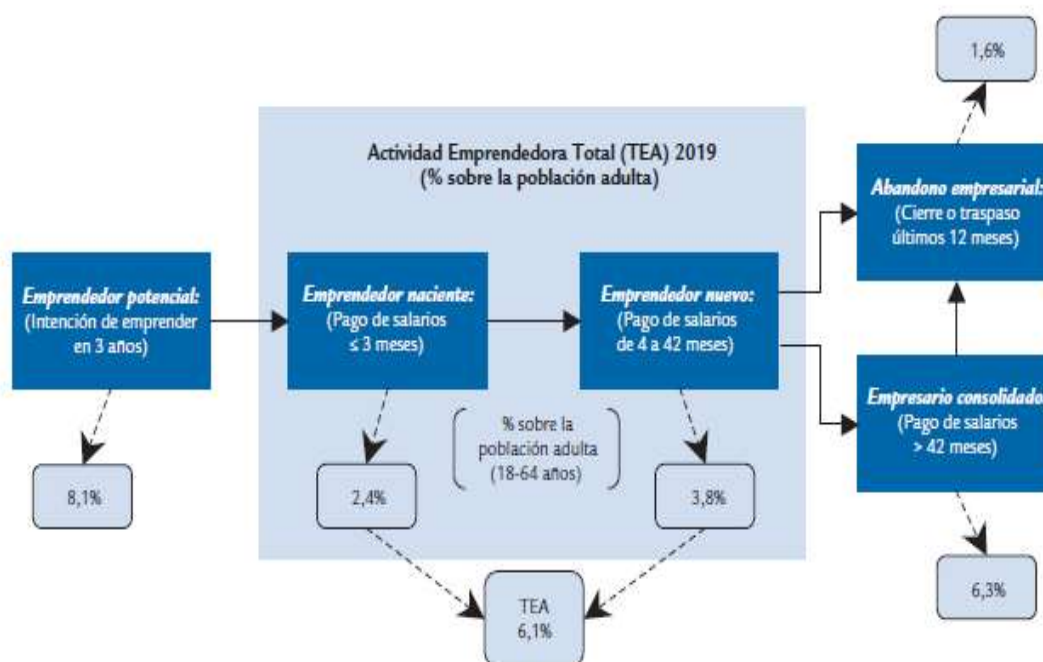 1,6%
Actividad Emprendedora Total (TEA) 2019
(% sobre la población adulta)
Abandono empresarial:
(Cierre o traspaso
últimos 12 meses)
Emprendedor potencial:
(Intención de emprender
en 3 años)
Emprendedor naciente:
(Pago de salarios
≤ 3 meses)
Emprendedor nuevo:
(Pago de salarios
de 4 a 42 meses)
Empresario consolidado
(Pago de salarios
> 42 meses)
% sobre la
población adulta
(18-64 años)
8,1%
2,4%
3,8%
6,3%
TEA
6,1%